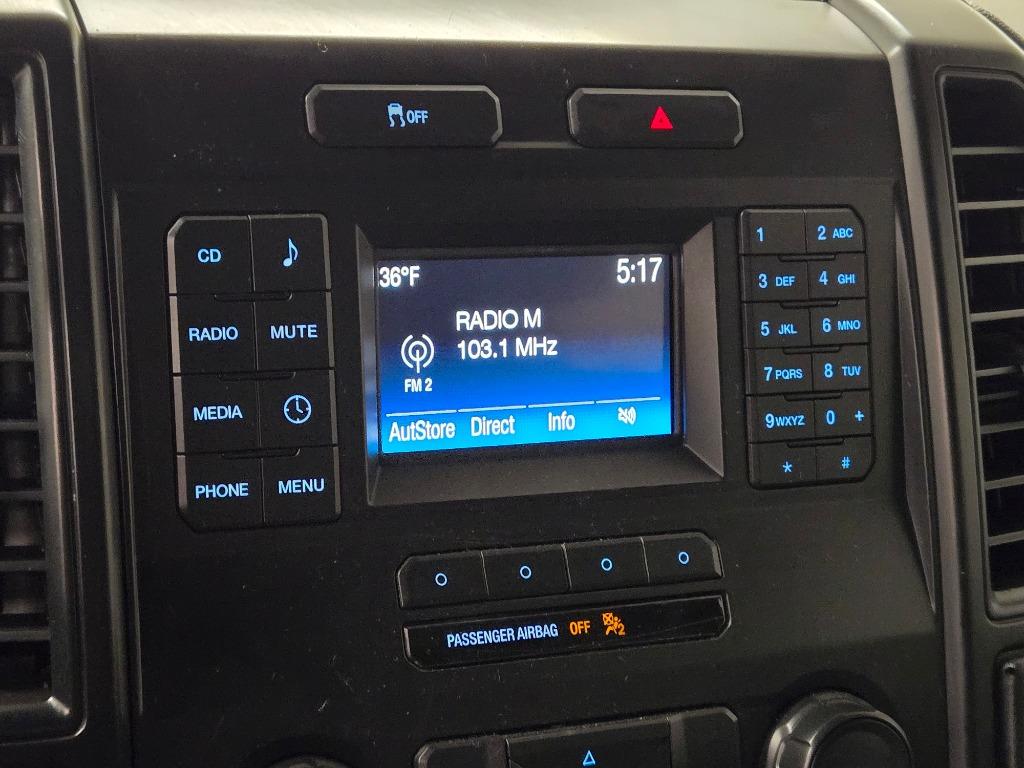 OFF
CD
RADIO MUTE
MEDIA
PHONE MENU
36°F 5:17
RADIO M
103.1 MHz
FM 2
AutStore Direct Info
1 2 ABC
3 DEF 4 GHI
5 JKL 6 MNO
7 PQRS 8 TUV
9 WXYZ 0 +
* #
PASSENGER AIRBAG OFF 2